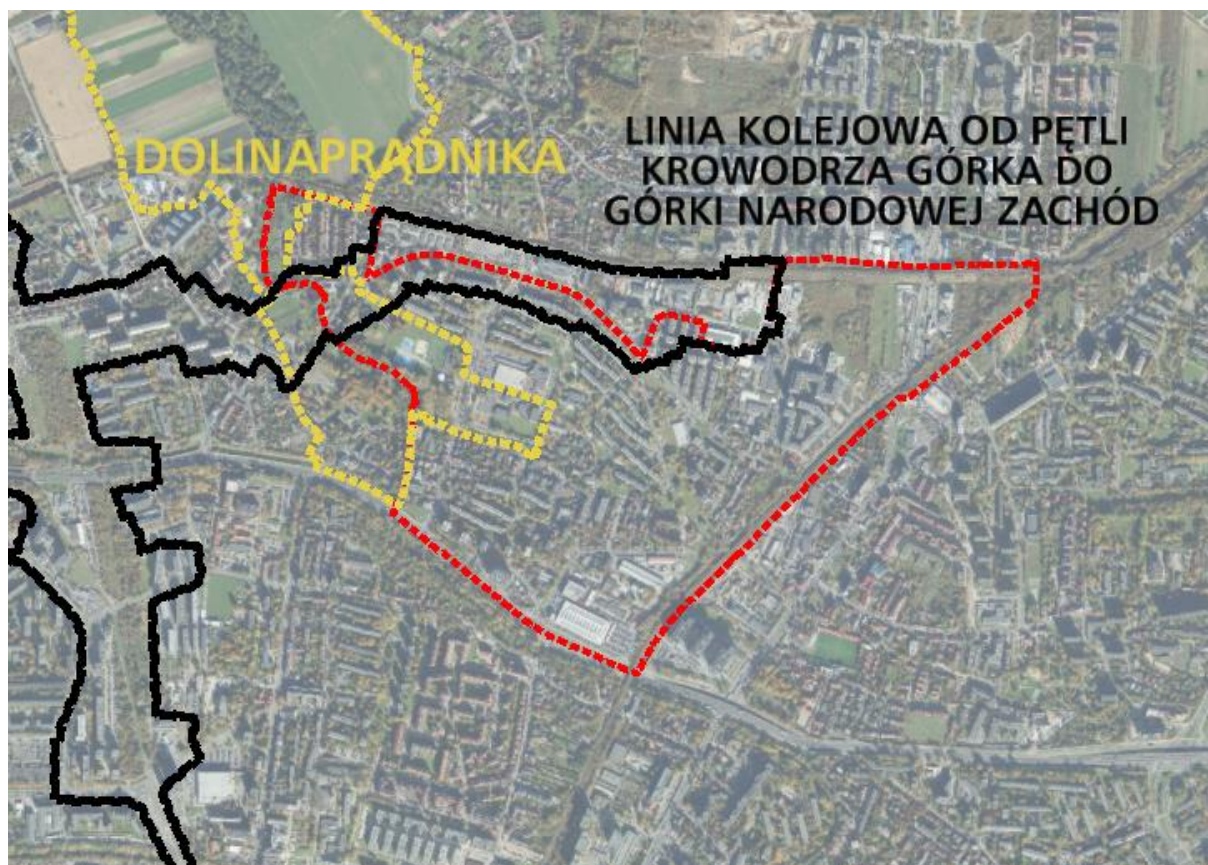 DOLINAPRĄDNIKA
LINIA KOLEJOWA OD PĘTLI
KROWODRZA GÓRKA DO
GÓRKI NARODOWEJ ZACHÓD